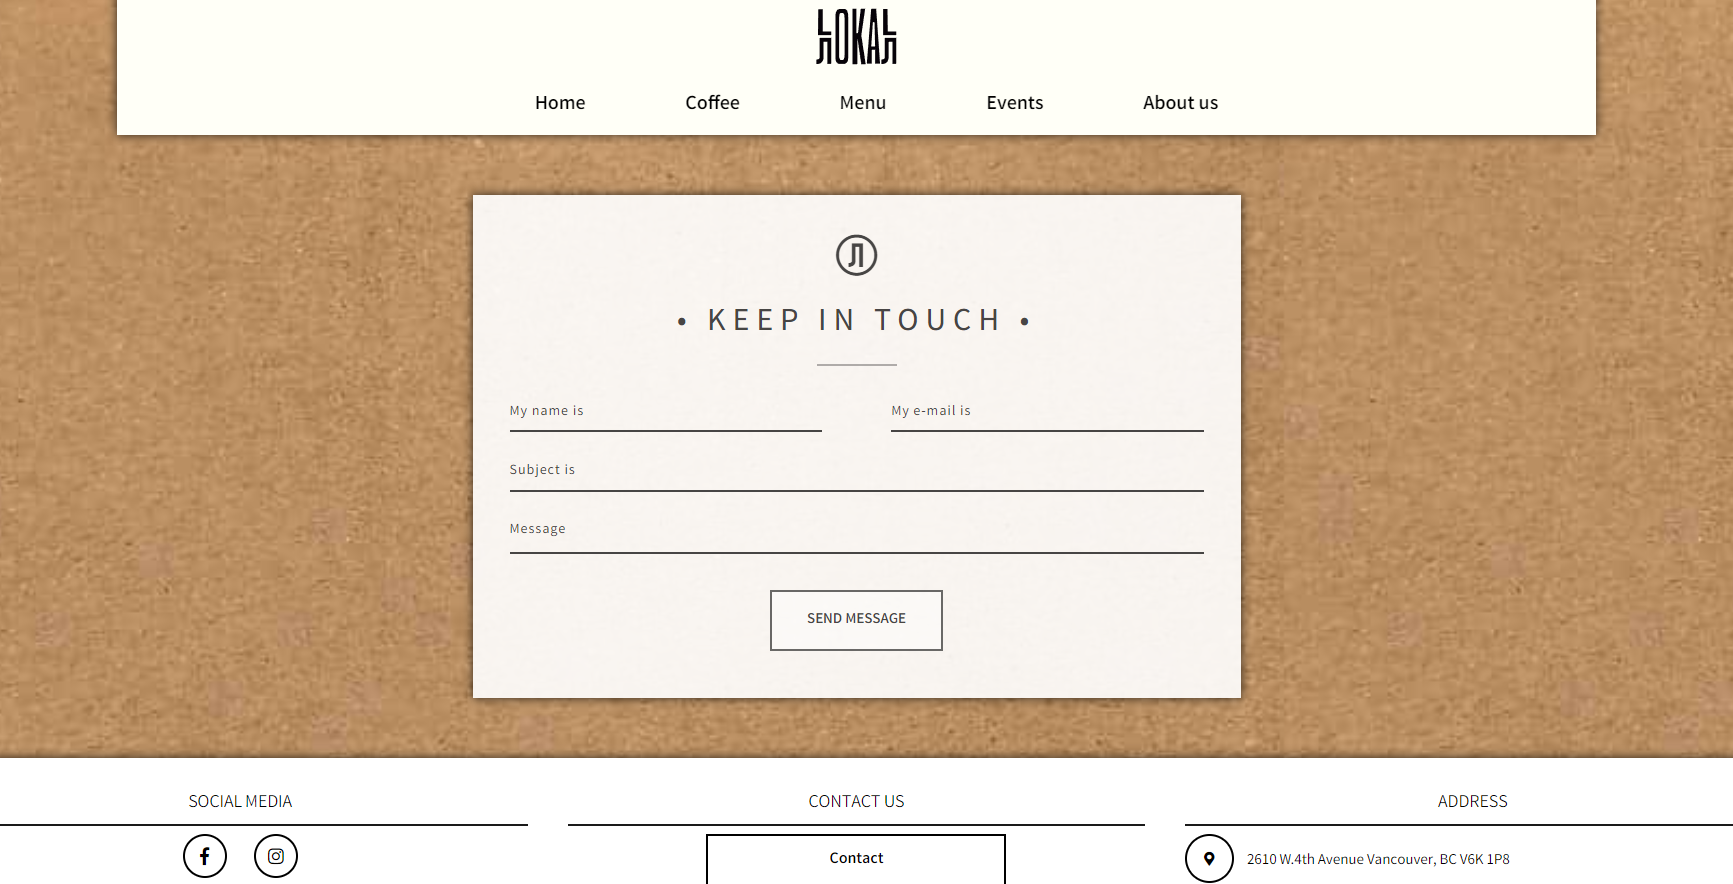 LOKAL
ЛОКАЛ
Home Coffee Menu Events About us
Л
• KEEP IN TOUCH •
My name is My e-mail is
Subject is
Message
SEND MESSAGE
SOCIAL MEDIA CONTACT US ADDRESS
Contact 2610 W.4th Avenue Vancouver, BC V6K 1P8